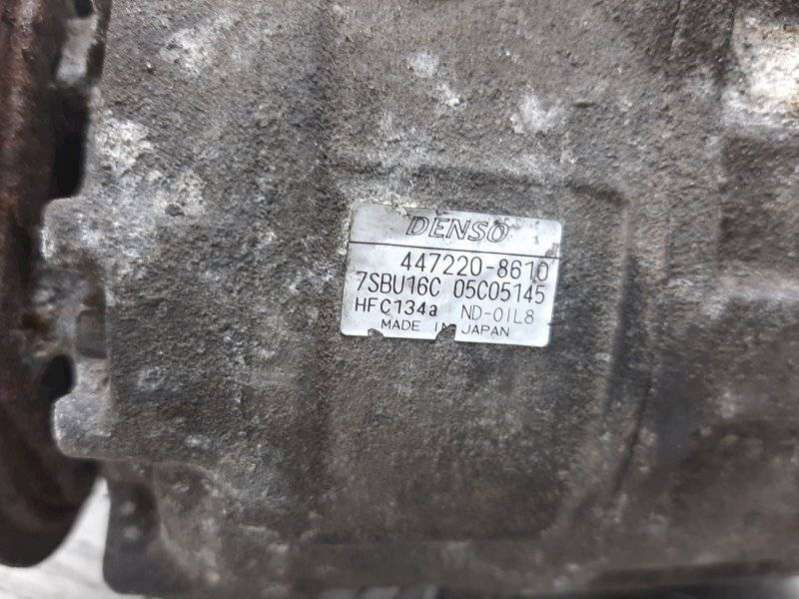 DENSO
447220-8610
7SBU16C 05C05145
HFC134a ND-OIL8
MADE IN JAPAN